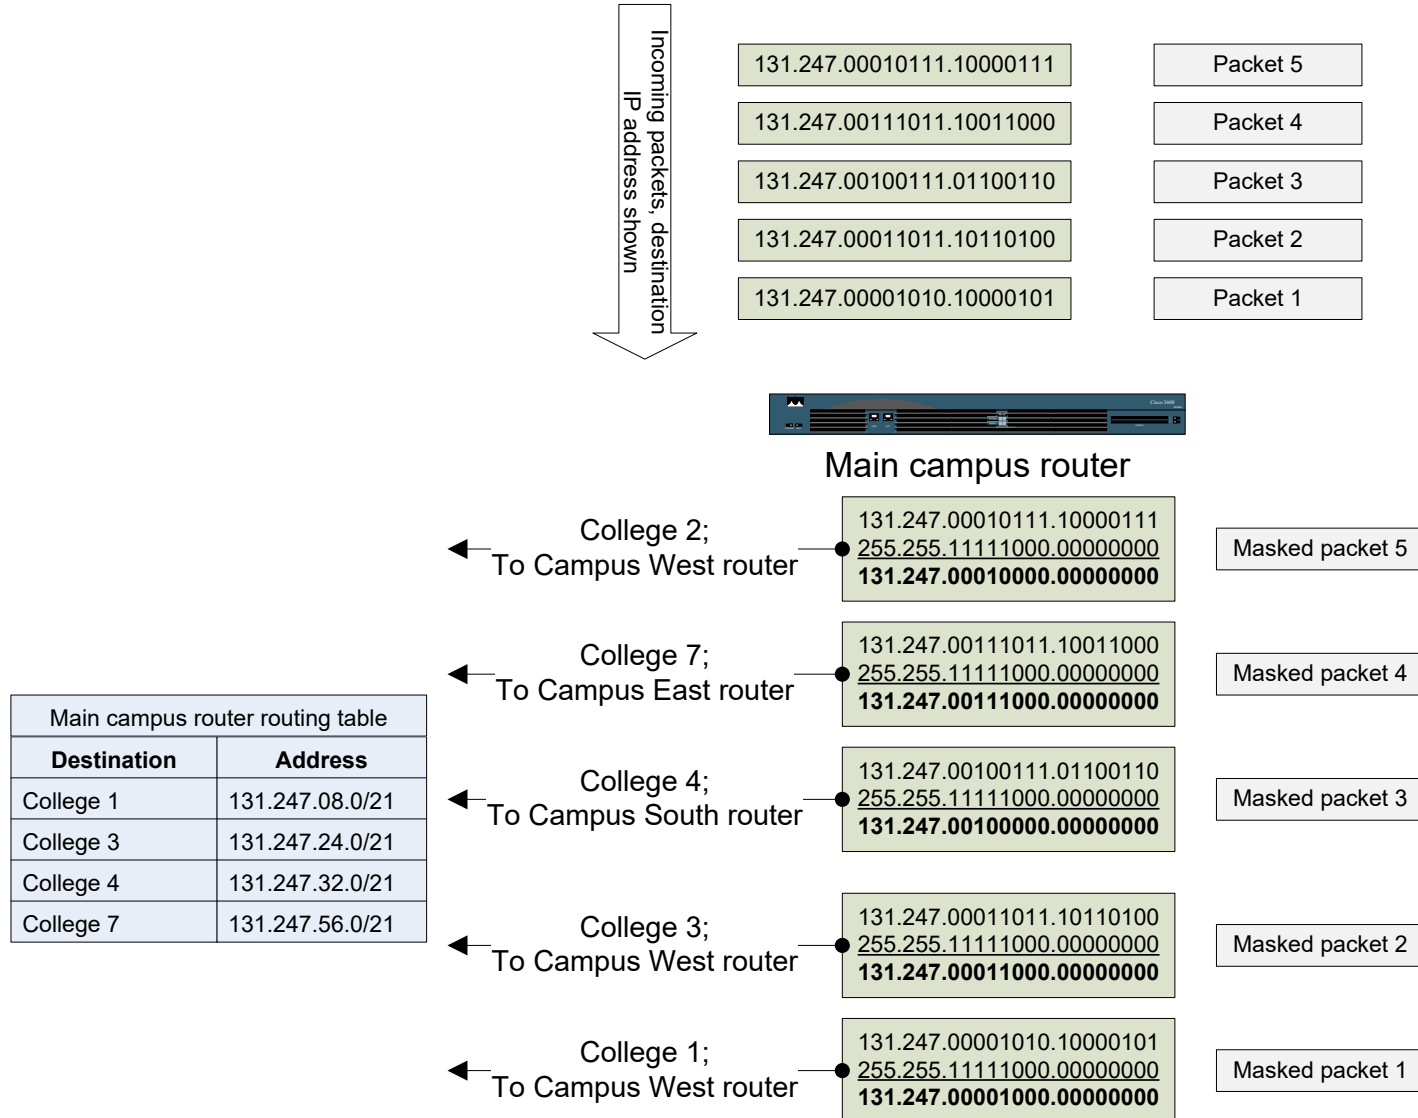 Incoming packets, destination
IP address shown
131.247.00010111.10000111
Packet 5
131.247.00111011.10011000
Packet 4
131.247.00100111.01100110
Packet 3
131.247.00011011.10110100
Packet 2
131.247.00001010.10000101
Packet 1
Cisco 3600
Main campus router
College 2;
To Campus West router
131.247.00010111.10000111
255.255.11111000.00000000
131.247.00010000.00000000
Masked packet 5
College 7;
To Campus East router
131.247.00111011.10011000
255.255.11111000.00000000
131.247.00111000.00000000
Masked packet 4
Main campus router routing table
Destination Address
College 1 131.247.08.0/21
College 3 131.247.24.0/21
College 4 131.247.32.0/21
College 7 131.247.56.0/21
College 4;
To Campus South router
131.247.00100111.01100110
255.255.11111000.00000000
131.247.00100000.00000000
Masked packet 3
College 3;
To Campus West router
131.247.00011011.10110100
255.255.11111000.00000000
131.247.00011000.00000000
Masked packet 2
College 1;
To Campus West router
131.247.00001010.10000101
255.255.11111000.00000000
131.247.00001000.00000000
Masked packet 1